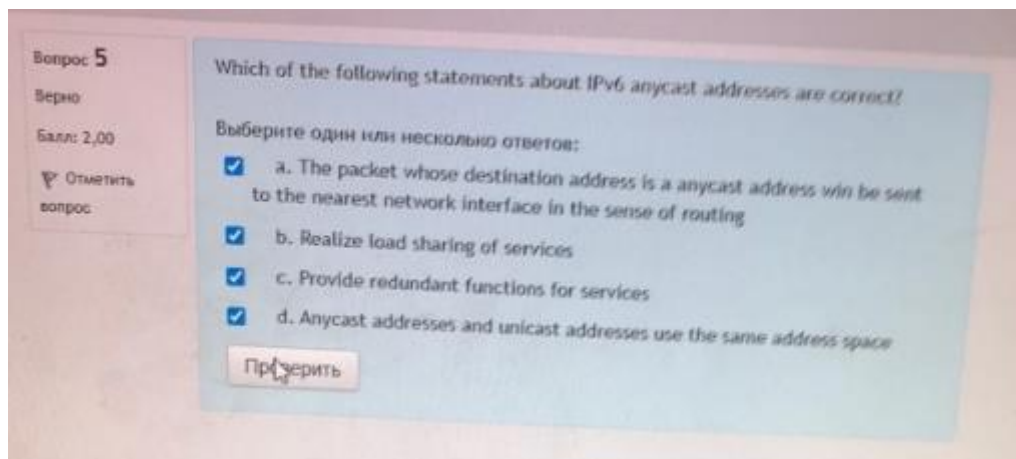 Вопрос 5
Верно
Балл: 2,00
Отметить
вопрос
Which of the following statements about IPv6 anycast addresses are correct?
Выберите один или несколько ответов:
a. The packet whose destination address is a anycast address win be sent
to the nearest network interface in the sense of routing
b. Realize load sharing of services
c. Provide redundant functions for services
d. Anycast addresses and unicast addresses use the same address space
Проверить